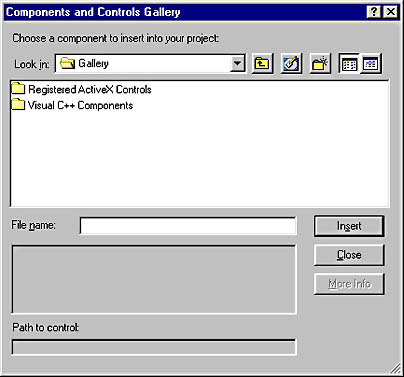 Components and Controls Gallery
Choose a component to insert into your project:
Look in: Gallery
Registered ActiveX Controls
Visual C++ Components
File name: Insert
Close
More Info
Path to control: